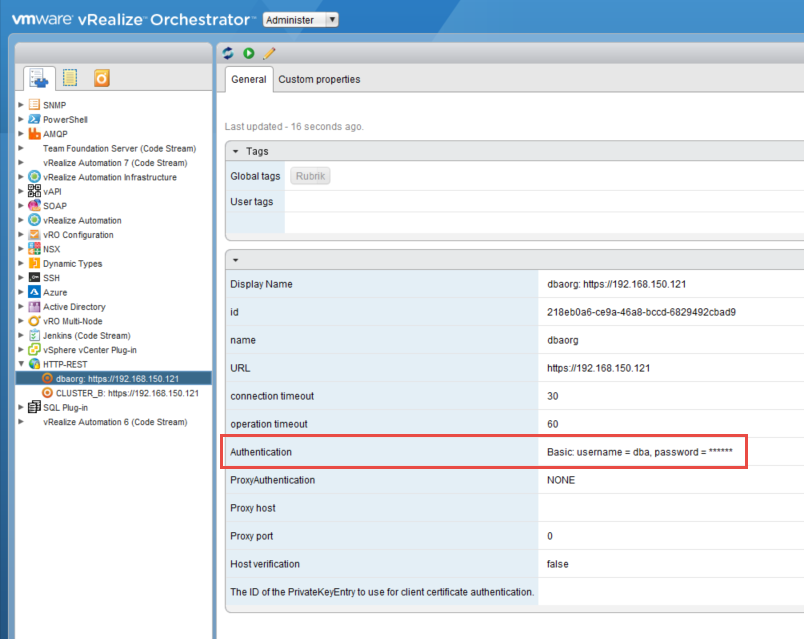 vmware vRealize Orchestrator Administer
General Custom properties
SNMP
PowerShell
AMQP
Team Foundation Server (Code Stream)
vRealize Automation 7 (Code Stream)
vRealize Automation Infrastructure
vAPI
SOAP
vRealize Automation
vRO Configuration
NSX
Dynamic Types
SSH
Azure
Active Directory
vRO Multi-Node
Jenkins (Code Stream)
vSphere vCenter Plug-in
HTTP-REST
dbaorg: https://192.168.150.121
CLUSTER_B: https://192.168.150.121
SQL Plug-in
vRealize Automation 6 (Code Stream)
Last updated - 16 seconds ago.
Tags
Global tags Rubrik
User tags
Display Name dbaorg: https://192.168.150.121
id 218eb0a6-ce9a-46a8-bccd-6829492cbad9
name dbaorg
URL https://192.168.150.121
connection timeout 30
operation timeout 60
Authentication Basic: username = dba, password = ******
ProxyAuthentication NONE
Proxy host
Proxy port 0
Host verification false
The ID of the PrivateKeyEntry to use for client certificate authentication.